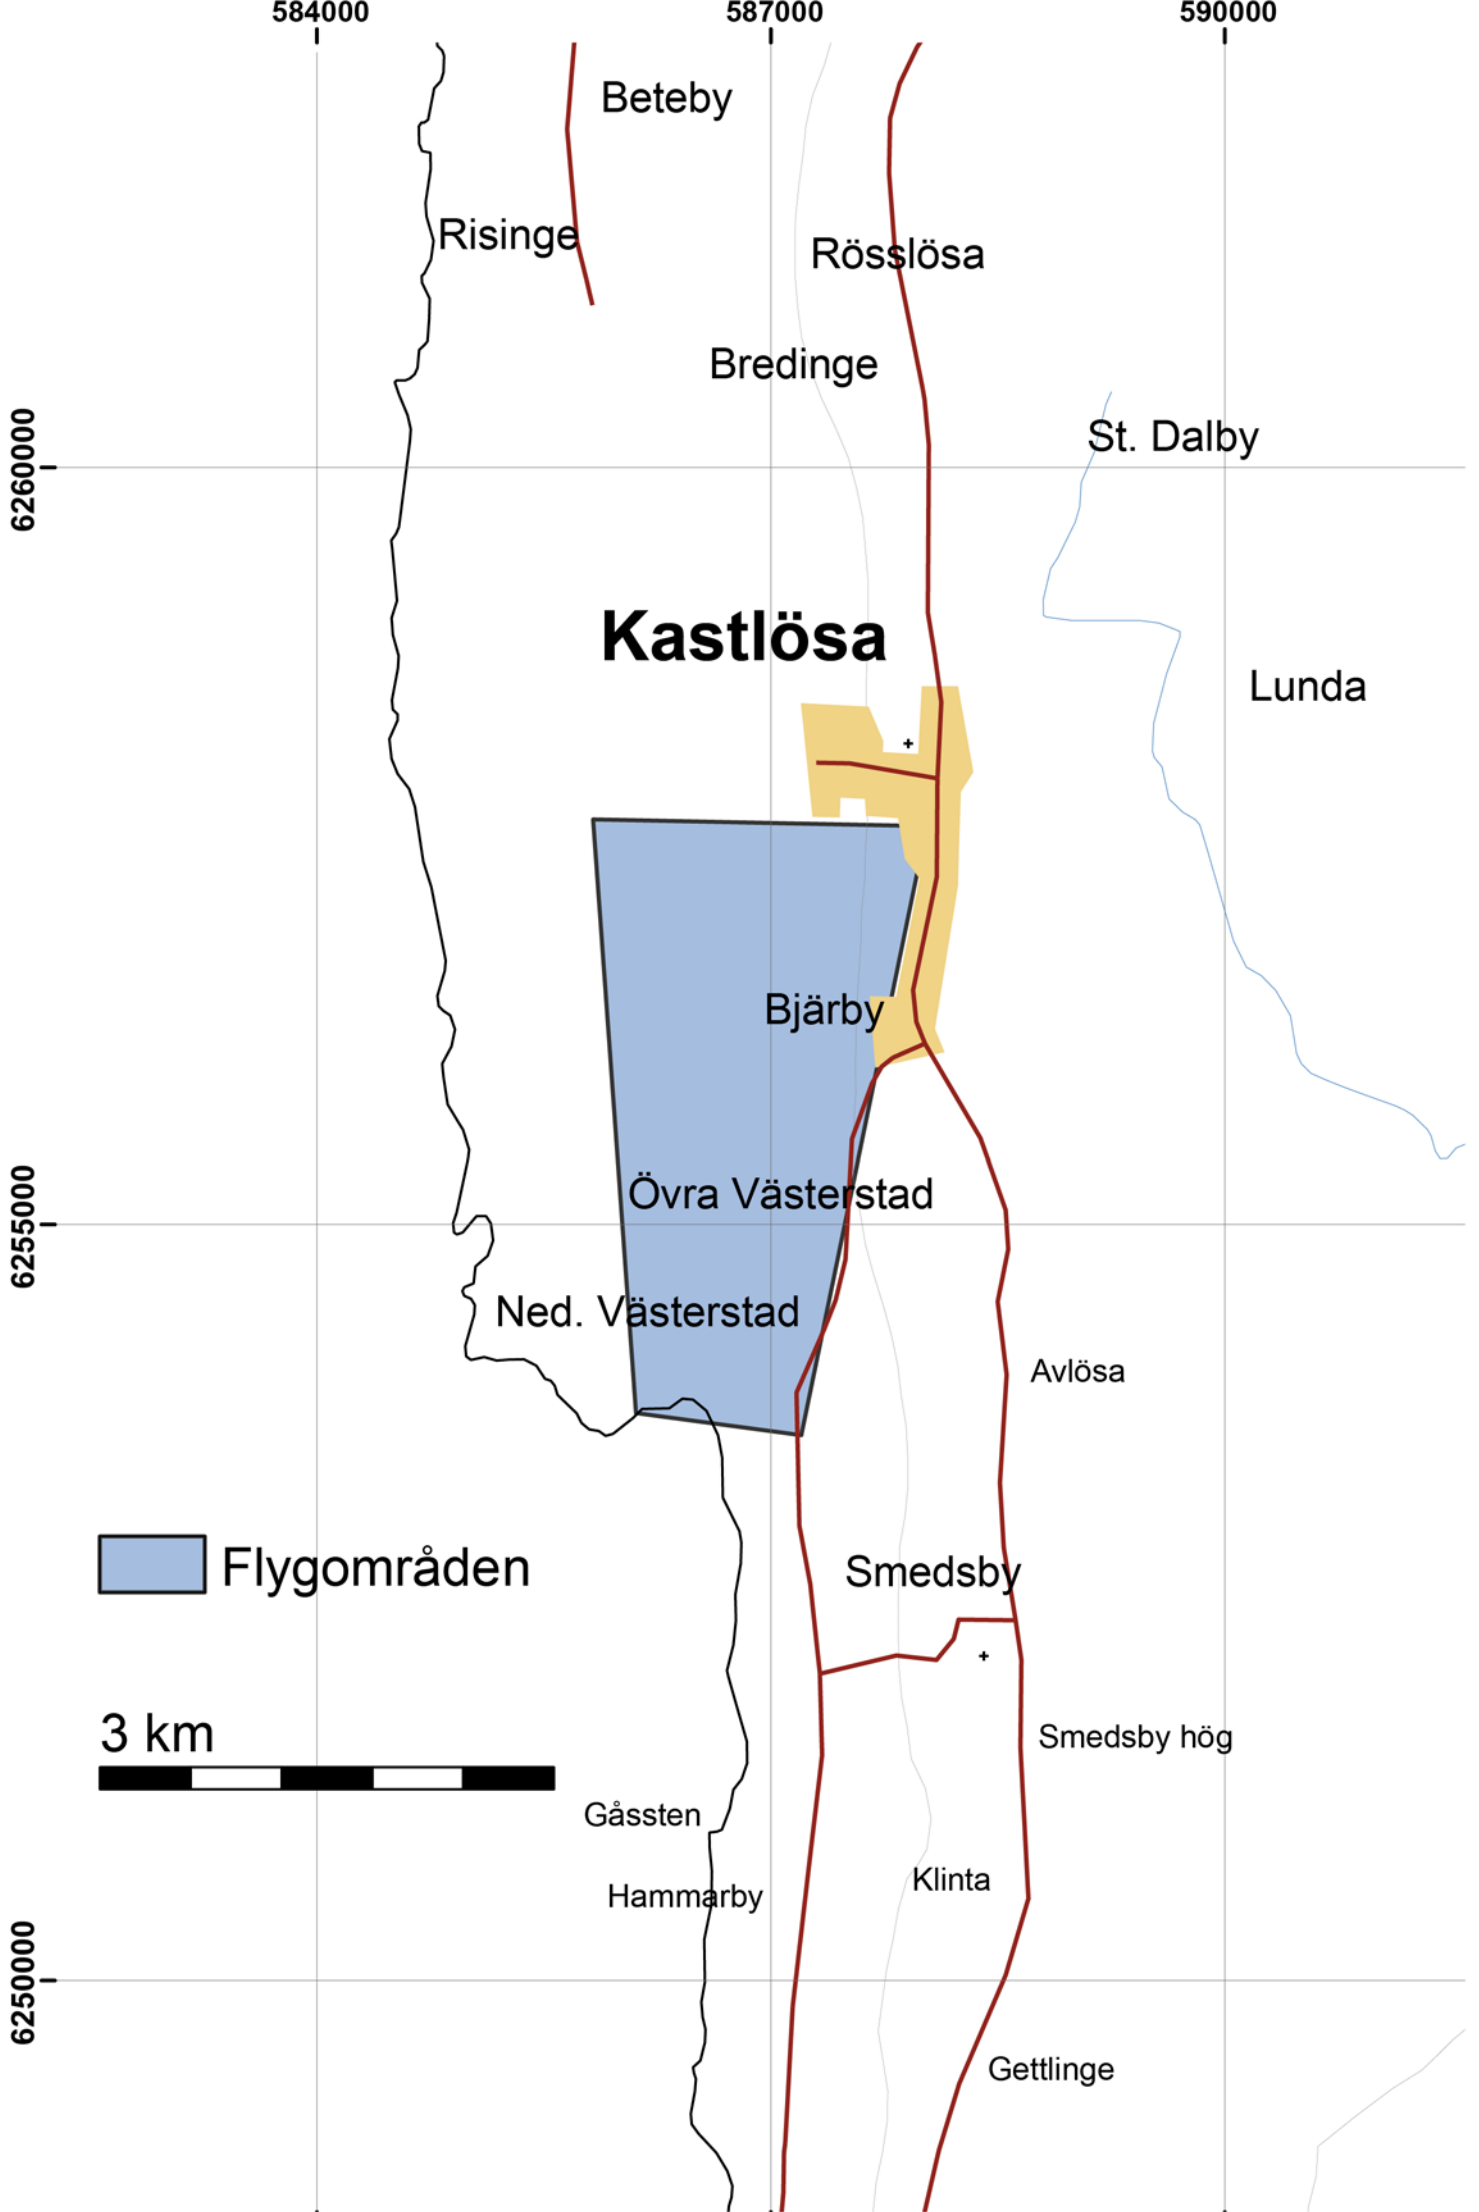 584000 587000 590000
Beteby
Risinge
Rösslösa
Bredinge
St. Dalby
6260000
Kastlösa
Lunda
Bjärby
Övra Västerstad
6255000
Ned. Västerstad
Avlösa
Flygområden
Smedsby
3 km
Smedsby hög
Gåssten
Klinta
Hammarby
6250000
Gettlinge